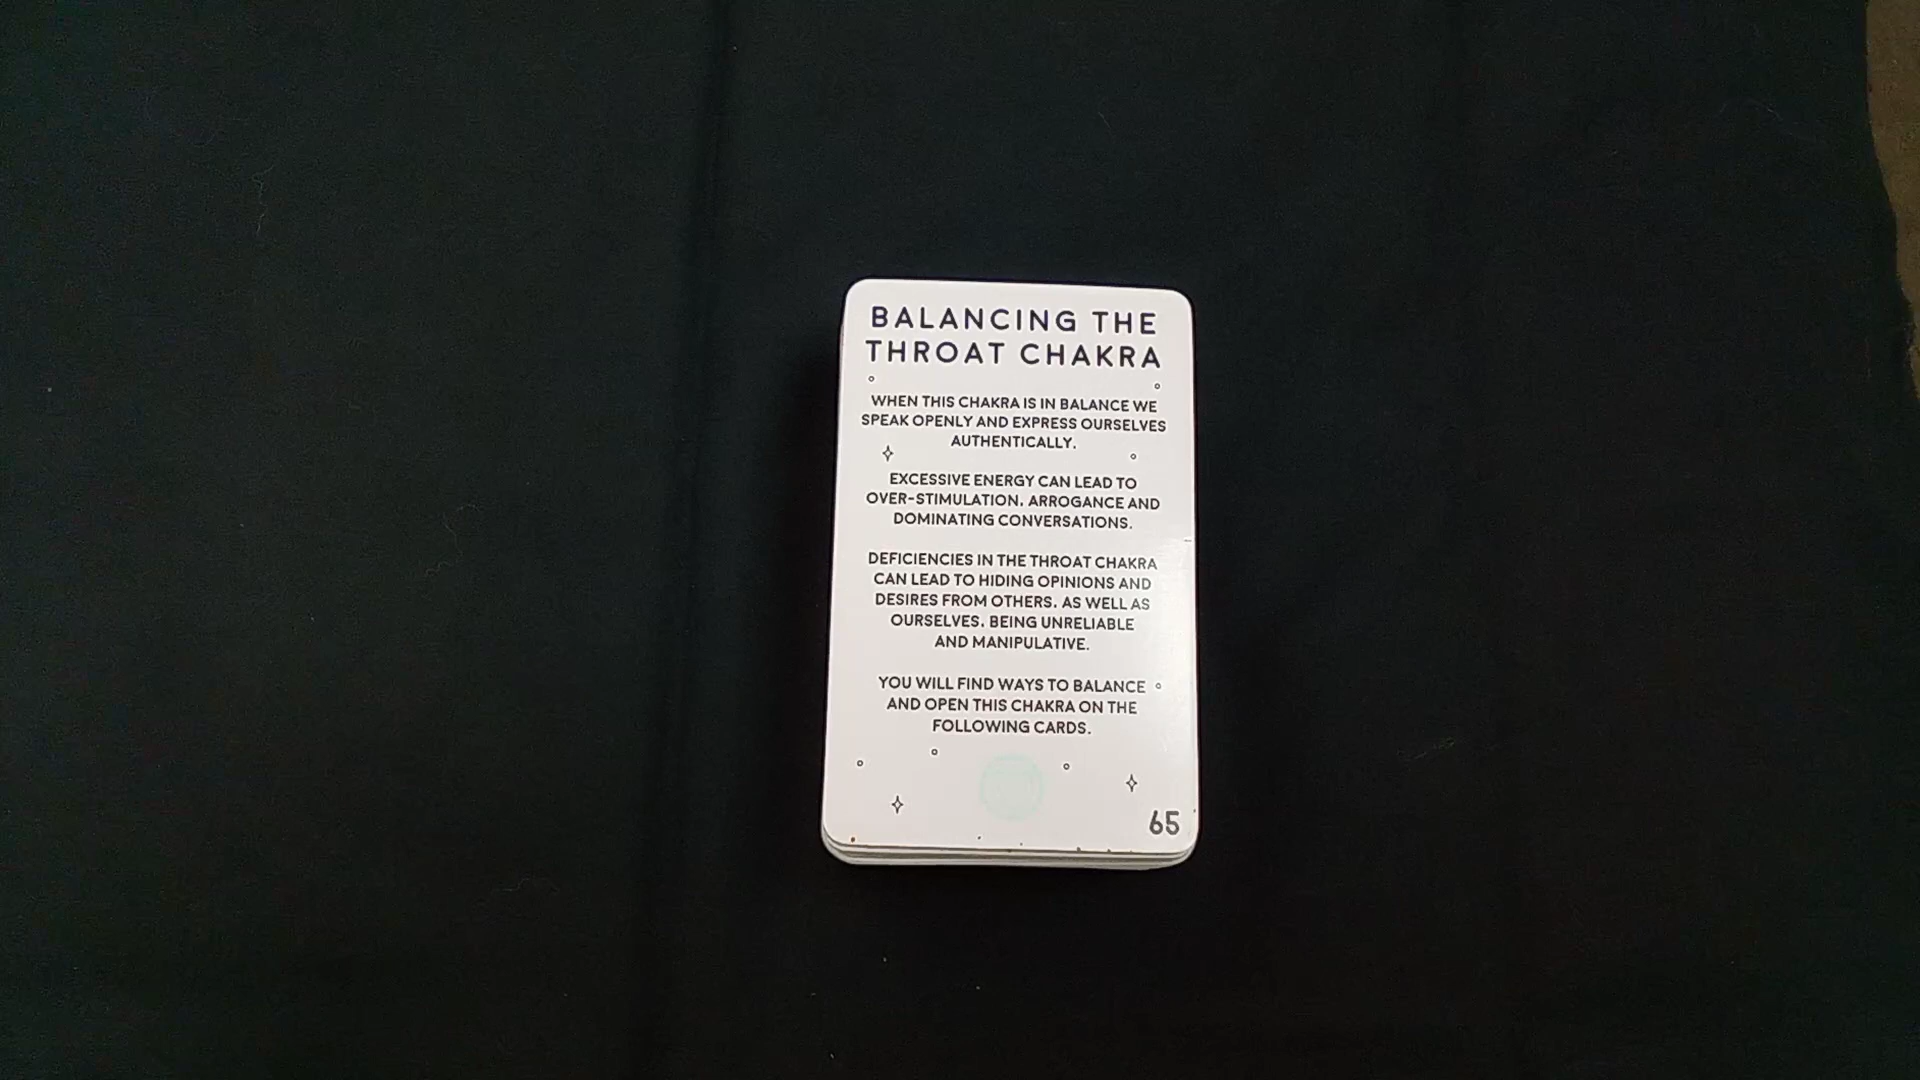 BALANCING THE
THROAT CHAKRA
WHEN THIS CHAKRA IS IN BALANCE WE
SPEAK OPENLY AND EXPRESS OURSELVES
AUTHENTICALLY.
EXCESSIVE ENERGY CAN LEAD TO
OVER-STIMULATION. ARROGANCE AND
DOMINATING CONVERSATIONS.
DEFICIENCIES IN THE THROAT CHAKRA
CAN LEAD TO HIDING OPINIONS AND
DESIRES FROM OTHERS. AS WELL AS
OURSELVES. BEING UNRELIABLE
AND MANIPULATIVE.
YOU WILL FIND WAYS TO BALANCE
AND OPEN THIS CHAKRA ON THE
FOLLOWING CARDS.
65